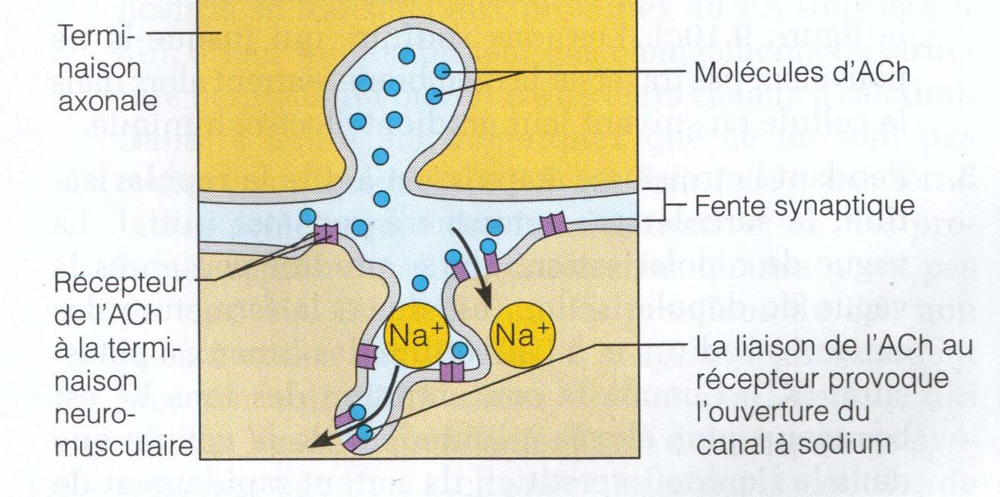 Termi-
naison
axonale
Molécules d'ACh
Fente synaptique
Récepteur
de l'ACh
à la termi-
naison
neuro-
musculaire
Na+
Na+
La liaison de l'ACh au
récepteur provoque
l'ouverture du
canal à sodium